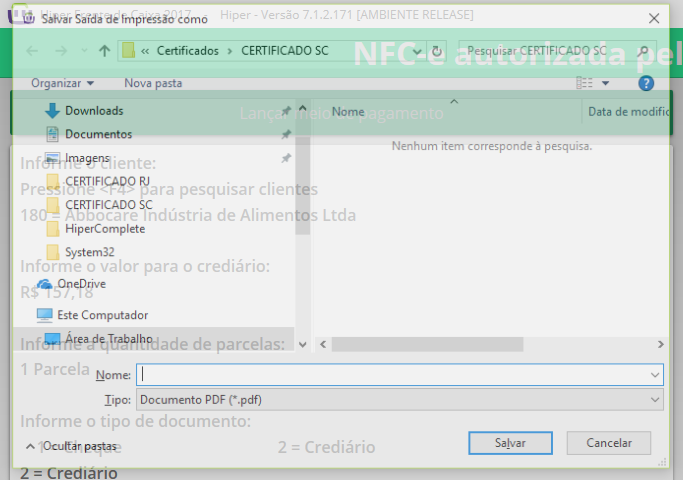 Hiper Frente de Caixa 2017 Hiper - Versão 7.1.2.171 [AMBIENTE RELEASE]
Salvar Saída de Impressão como
« Certificados > CERTIFICADO SC
Pesquisar CERTIFICADO SC
NFC-e autorizada pel
Organizar
Nova pasta
Lançar meio de pagamento
Downloads
Documentos
Imagens
CERTIFICADO RJ
CERTIFICADO SC
HiperComplete
System32
OneDrive
Este Computador
Área de Trabalho
Nome
Data de modific
Nenhum item corresponde à pesquisa.
Informe o cliente:
Pressione <F4> para pesquisar clientes
180 = Abbocare Indústria de Alimentos Ltda
Informe o valor para o crediário:
R$ 157,18
Informe a quantidade de parcelas:
1 Parcela
Nome:
Tipo: Documento PDF (*.pdf)
Informe o tipo de documento:
1 = Cheque 2 = Crediário
Ocultar pastas
Salvar
Cancelar
2 = Crediário